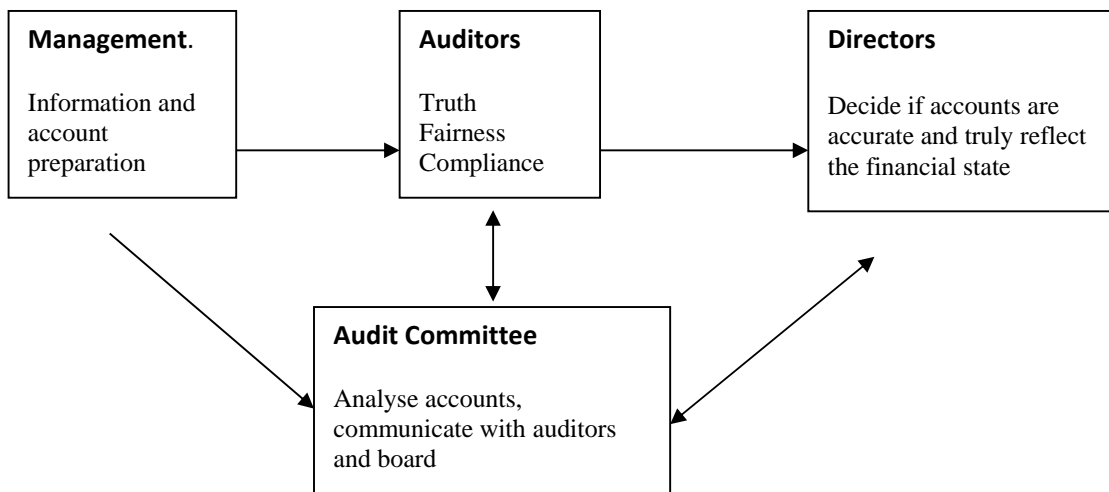 Management.
Information and
account
preparation
Auditors
Truth
Fairness
Compliance
Directors
Decide if accounts are
accurate and truly reflect
the financial state
Audit Committee
Analyse accounts,
communicate with auditors
and board